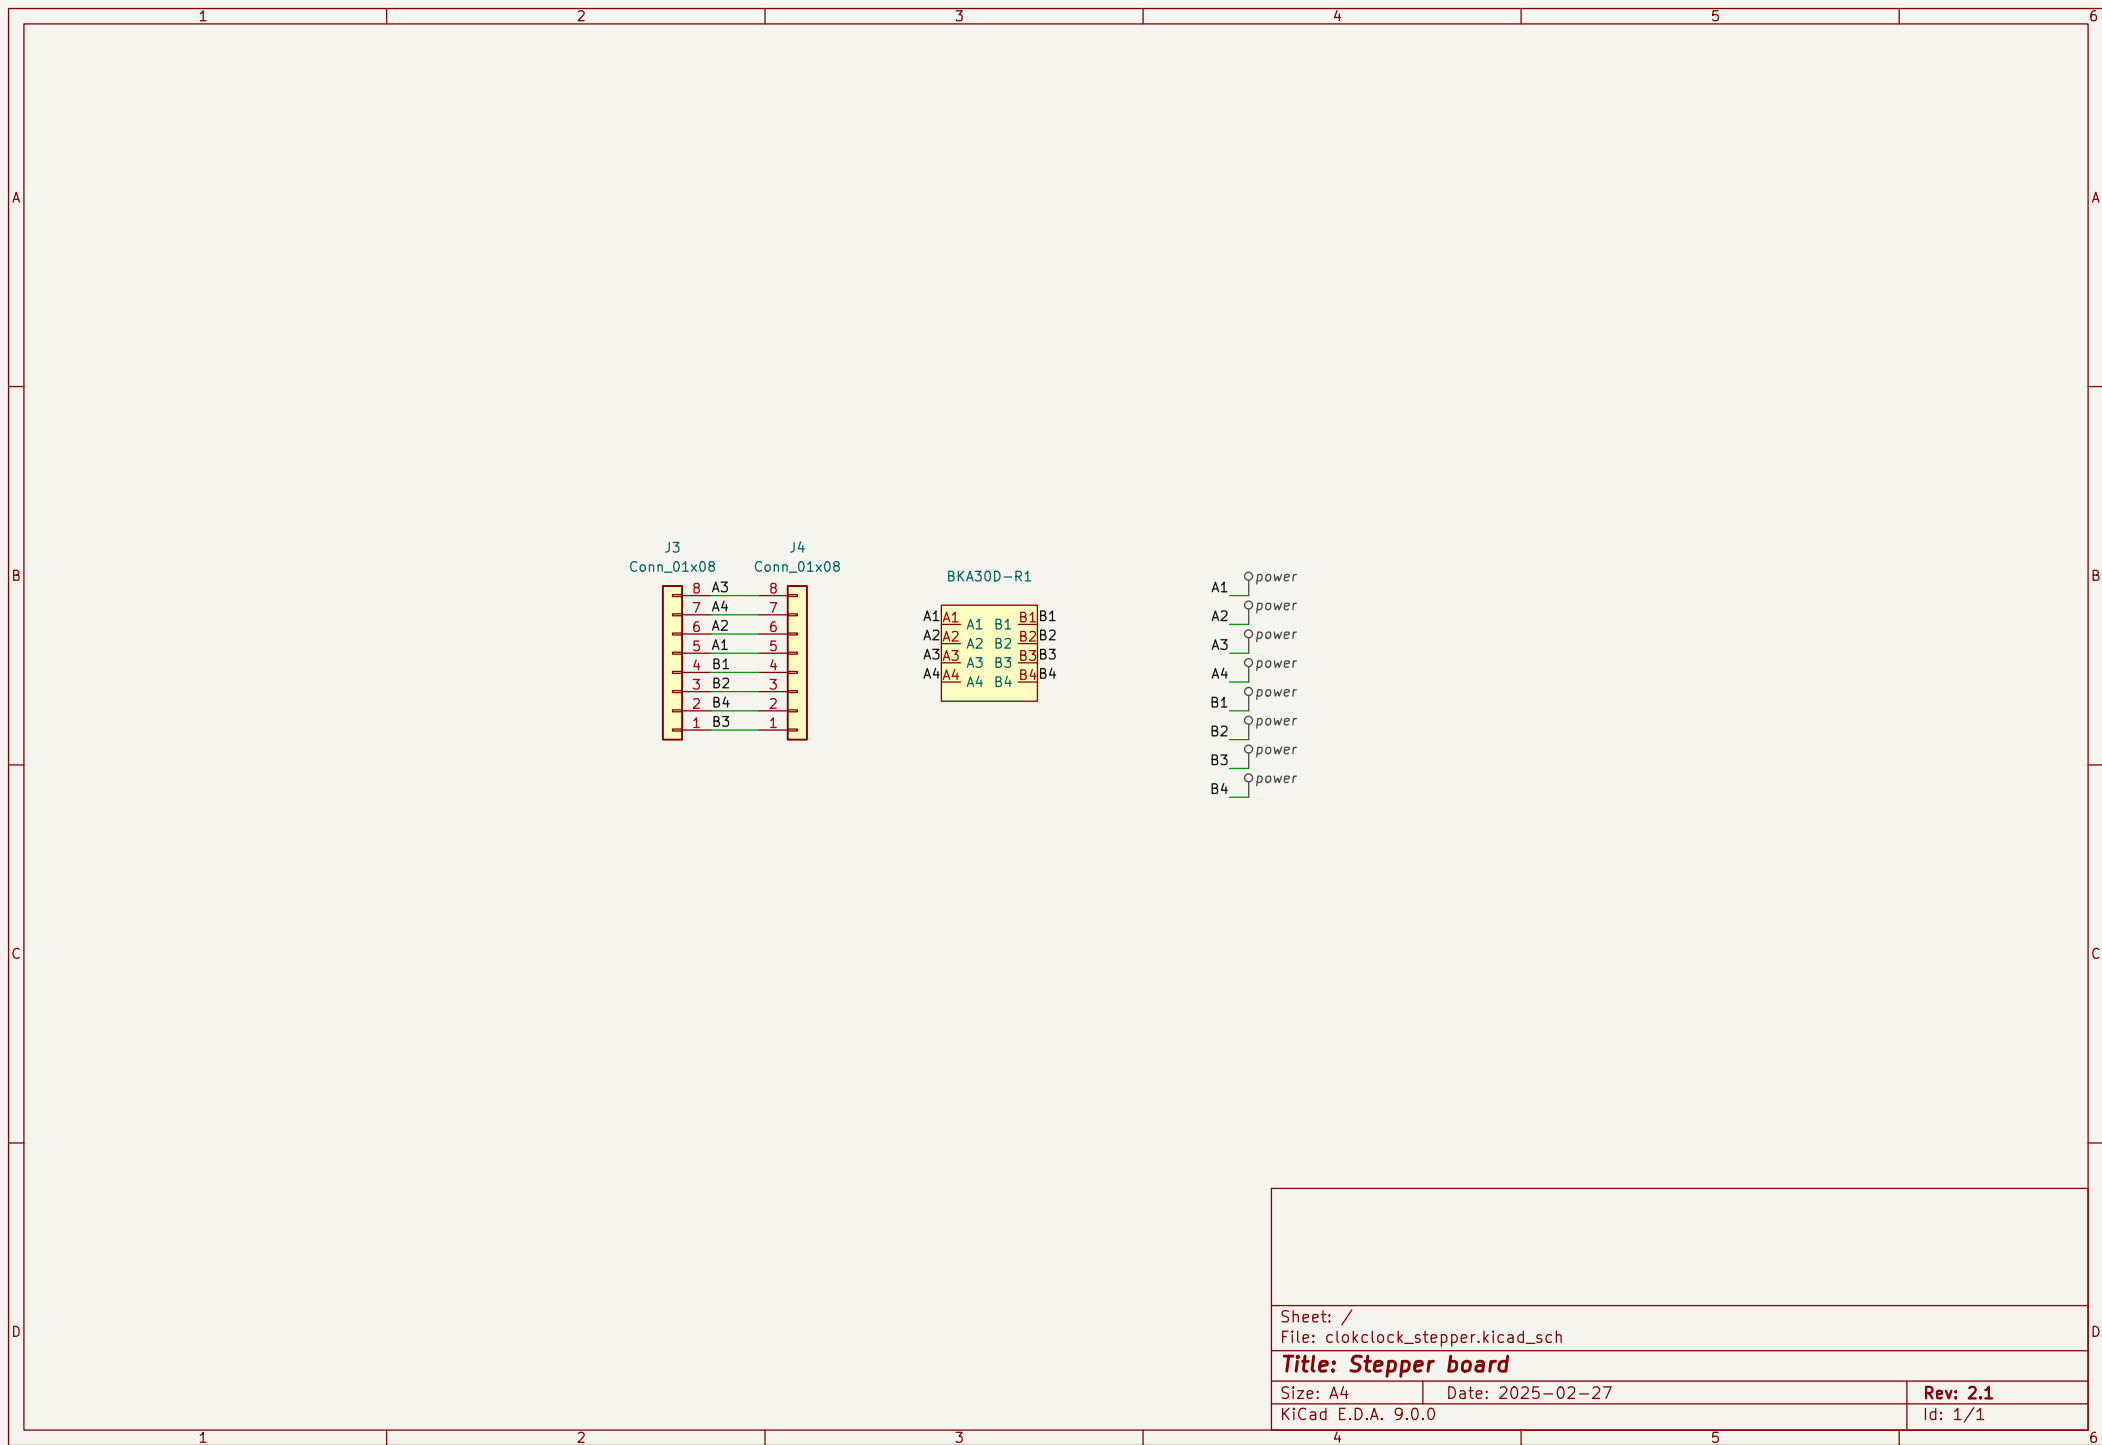 1 2 3 4 5 6
A A
J3 J4
Conn_01x08 Conn_01x08
BKA30D-R1
B B
8 A3 8
7 A4 7
6 A2 6
5 A1 5
4 B1 4
3 B2 3
2 B4 2
1 B3 1
A1 A1 A1 B1 B1 B1
A2 A2 A2 B2 B2 B2
A3 A3 A3 B3 B3 B3
A4 A4 A4 B4 B4 B4
A1 power
A2 power
A3 power
A4 power
B1 power
B2 power
B3 power
B4 power
C C
Sheet: /
File: clokclock_stepper.kicad_sch
D D
Title: Stepper board
Size: A4 Date: 2025-02-27 Rev: 2.1
KiCad E.D.A. 9.0.0 Id: 1/1
1 2 3 4 5 6